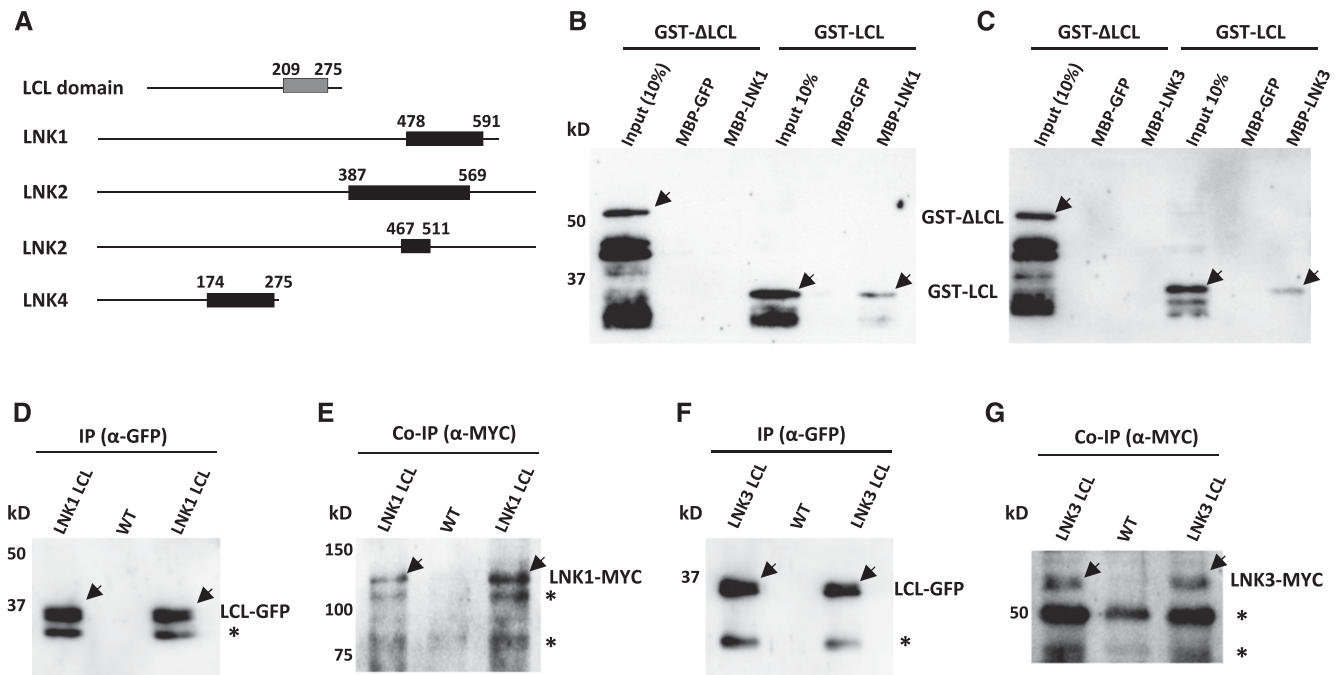 A
LCL domain
209 275
LNK1
478 591
LNK2
387 569
LNK2
467 511
LNK4
174 275
B
GST-ΔLCL GST-LCL
Input (10%) MBP-GFP MBP-LNK1 Input 10% MBP-GFP MBP-LNK1
kD
50
37
GST-ΔLCL
GST-LCL
C
GST-ΔLCL GST-LCL
Input (10%) MBP-GFP MBP-LNK3 Input 10% MBP-GFP MBP-LNK3
D
IP (α-GFP)
LNK1 LCL WT LNK1 LCL
kD
50
37
LCL-GFP
*
E
Co-IP (α-MYC)
LNK1 LCL WT LNK1 LCL
kD
150
100
75
LNK1-MYC
*
*
F
IP (α-GFP)
LNK3 LCL WT LNK3 LCL
kD
37
LCL-GFP
*
G
Co-IP (α-MYC)
LNK3 LCL WT LNK3 LCL
kD
50
LNK3-MYC
*
*